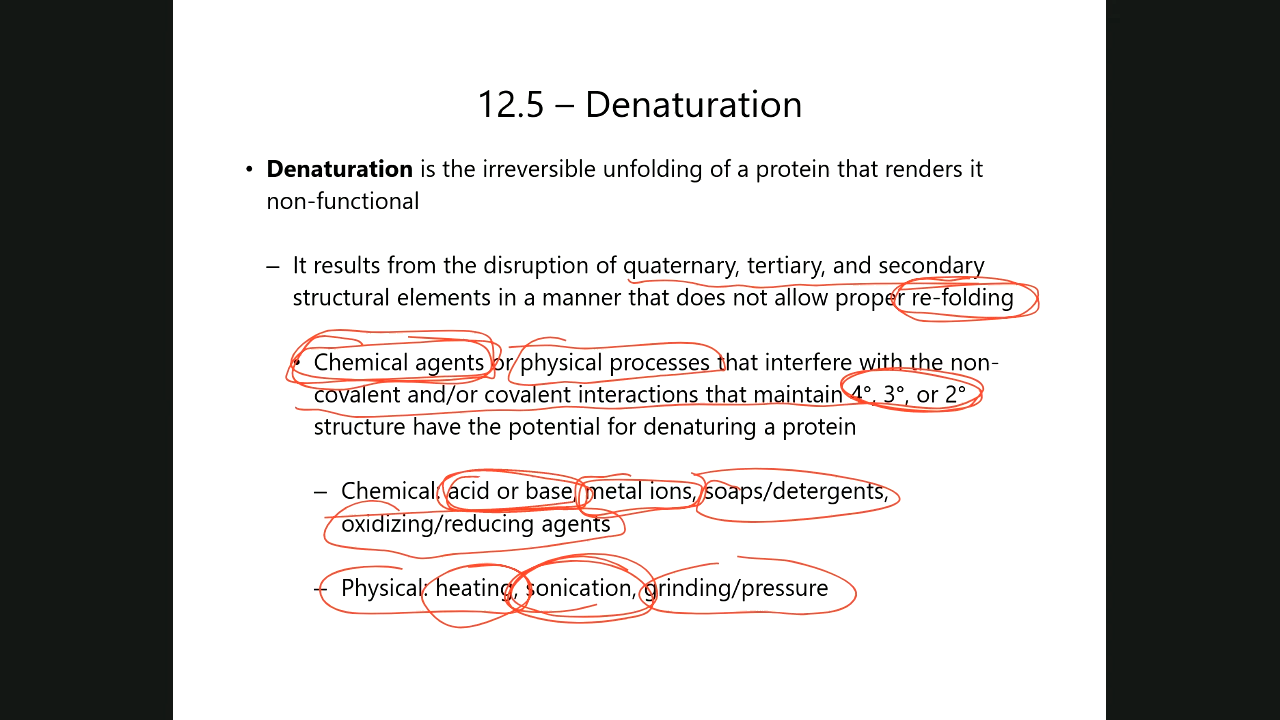 12.5 – Denaturation
• Denaturation is the irreversible unfolding of a protein that renders it
non-functional
– It results from the disruption of quaternary, tertiary, and secondary
structural elements in a manner that does not allow proper re-folding
• Chemical agents or physical processes that interfere with the non-
covalent and/or covalent interactions that maintain 4°, 3°, or 2°
structure have the potential for denaturing a protein
– Chemical: acid or base, metal ions, soaps/detergents,
oxidizing/reducing agents
– Physical: heating, sonication, grinding/pressure